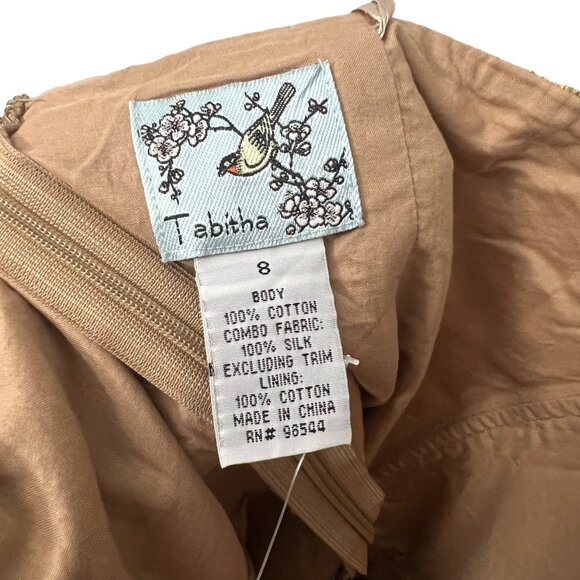 Tabitha
8
BODY
100% COTTON
COMBO FABRIC:
100% SILK
EXCLUDING TRIM
LINING:
100% COTTON
MADE IN CHINA
RN# 98544